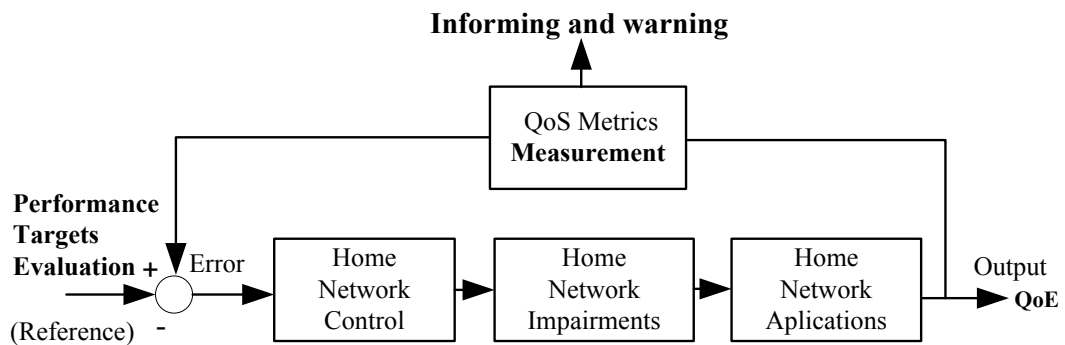 Informing and warning
QoS Metrics
Measurement
Performance
Targets
Evaluation +
Error
(Reference)
-
Home
Network
Control
Home
Network
Impairments
Home
Network
Aplications
Output
QoE